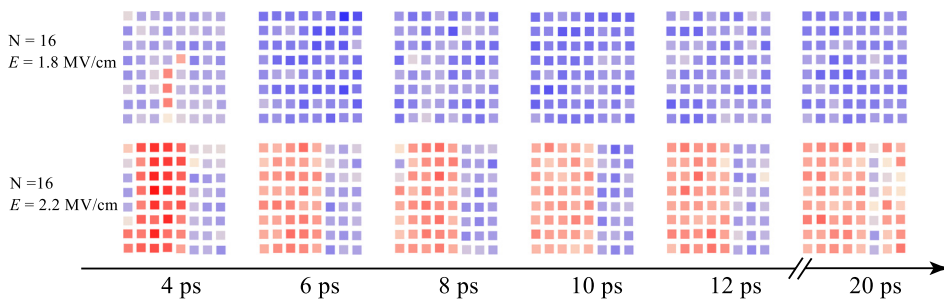 N = 16
E = 1.8 MV/cm
N =16
E = 2.2 MV/cm
4 ps 6 ps 8 ps 10 ps 12 ps 20 ps